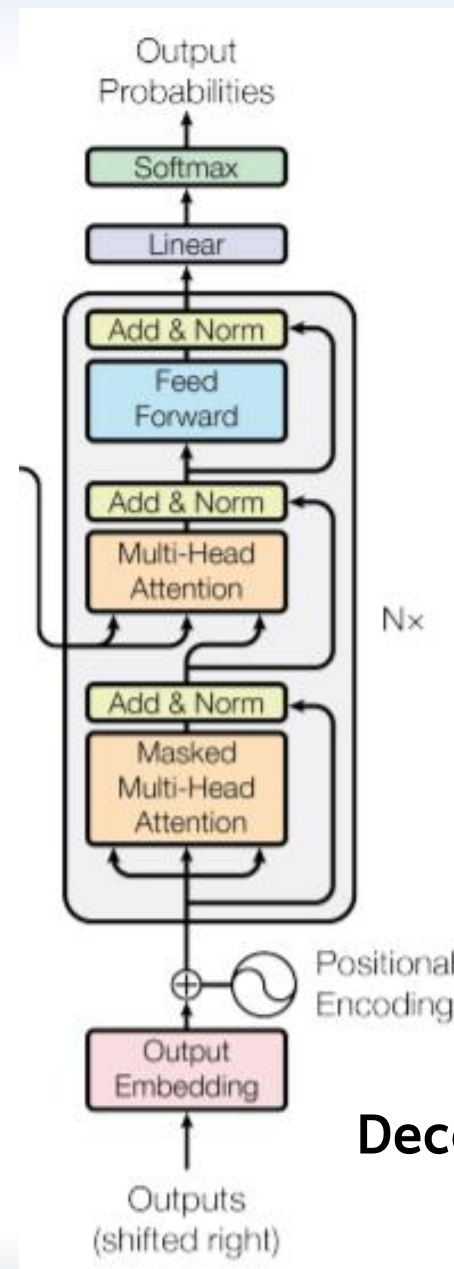 Output
Probabilities
Softmax
Linear
Add & Norm
Feed
Forward
Add & Norm
Multi-Head
Attention
N×
Add & Norm
Masked
Multi-Head
Attention
Positional
Encoding
Output
Embedding
Outputs
(shifted right)